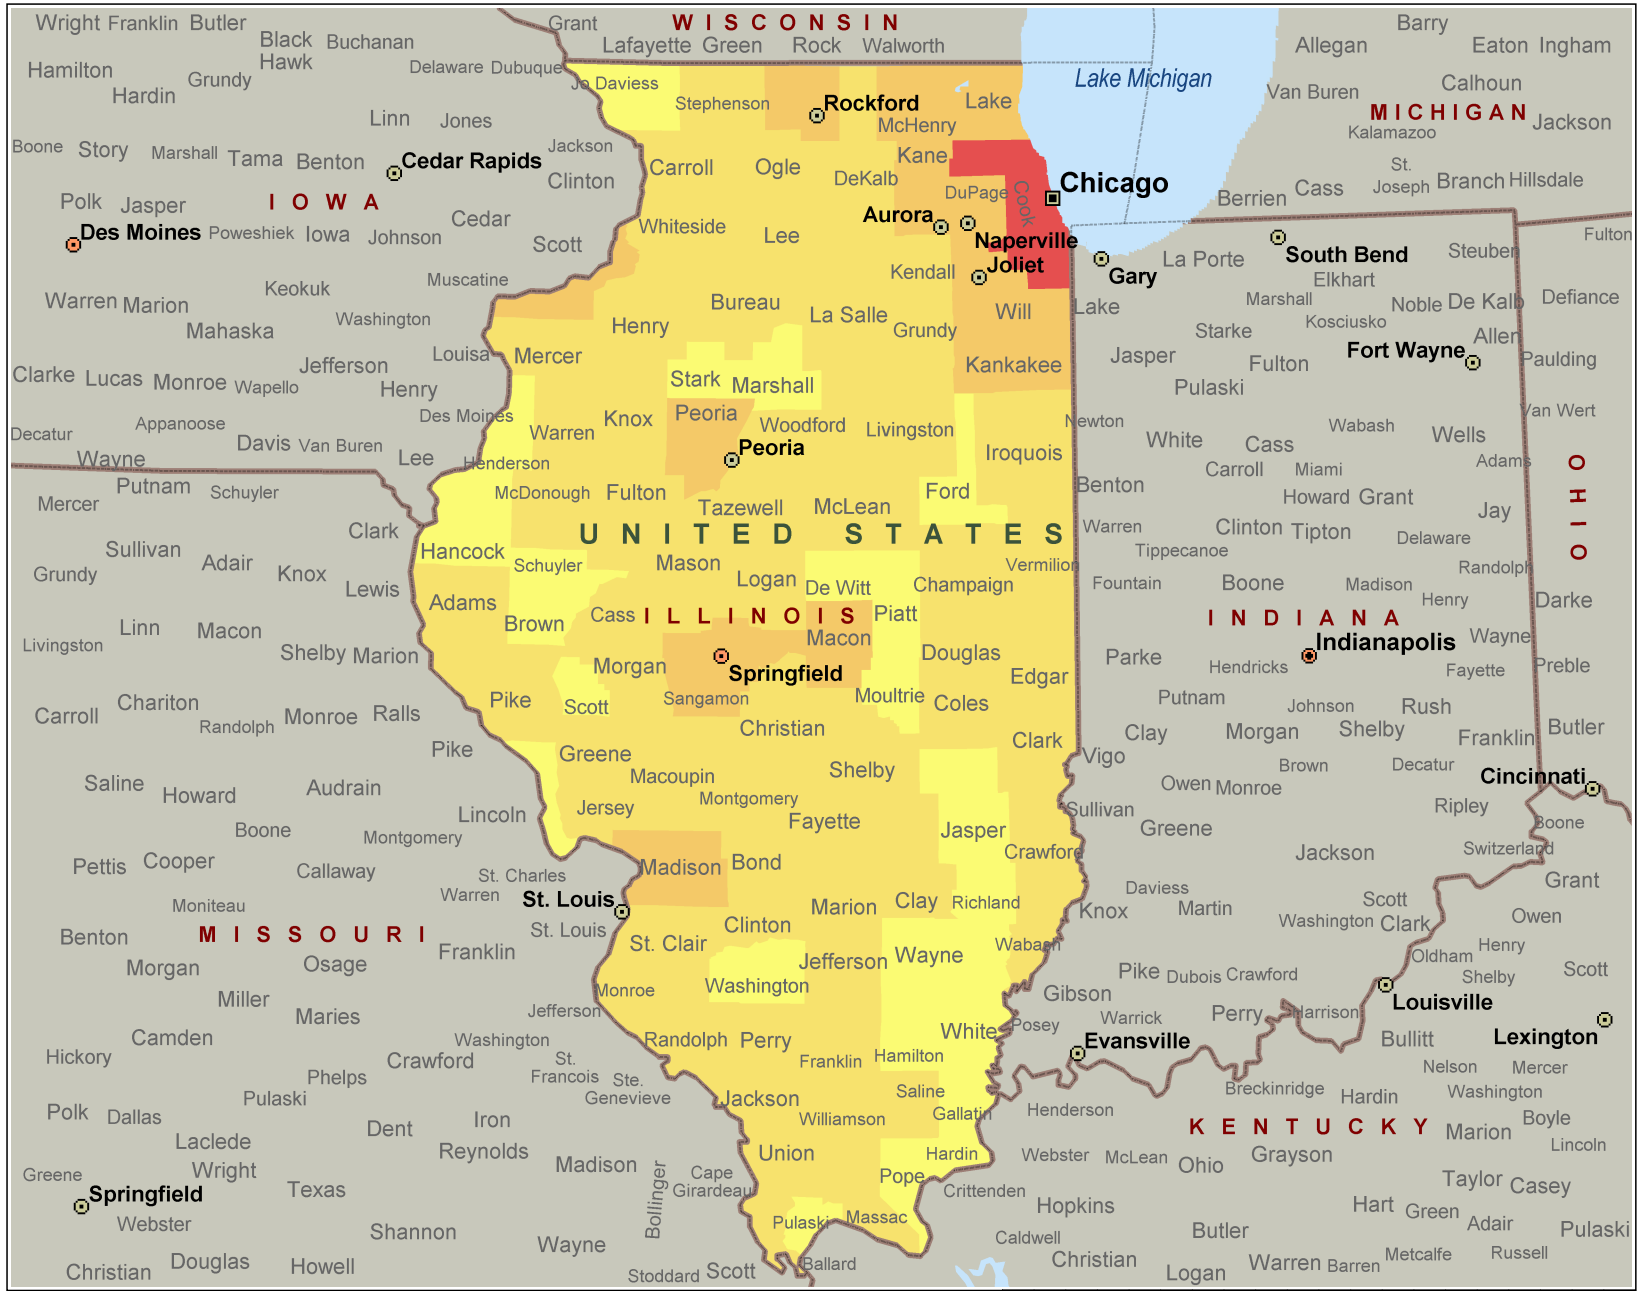 WISCONSIN
Wright Franklin Butler
Grant
Barry
Black
Hawk
Buchanan
Lafayette Green Rock Walworth
Allegan
Eaton Ingham
Hamilton
Grundy
Delaware Dubuque
Jo Daviess
Lake Michigan
Calhoun
Hardin
Stephenson
Rockford
Lake
Van Buren
MICHIGAN
Linn Jones
McHenry
Kalamazoo
Jackson
Boone Story Marshall Tama Benton
Cedar Rapids
Jackson
Carroll
Ogle
Kane
St.
Joseph
Clinton
DeKalb
DuPage
Cook
Chicago
Cass
Branch Hillsdale
Berrien
Polk Jasper
IOWA
Des Moines
Poweshiek Iowa Johnson
Cedar
Scott
Whiteside
Lee
Aurora
Naperville
Joliet
Kendall
Gary
La Porte
South Bend
Elkhart
Steuben
Fulton
Warren Marion
Keokuk
Muscatine
Bureau
Mahaska
Washington
Henry
La Salle
Grundy
Will
Lake
Marshall
Starke
Kosciusko
Noble De Kalb Defiance
Louisa
Mercer
Jefferson
Clarke Lucas Monroe Wapello
Henry
Stark Marshall
Kankakee
Jasper
Fulton
Fort Wayne
Allen
Paulding
Pulaski
Des Moines
Appanoose
Decatur
Davis Van Buren
Wayne
Lee
Warren
Knox
Peoria
Peoria
Woodford
Livingston
Newton
Iroquois
White
Cass
Wabash
Wells
Van Wert
Henderson
Mercer
Putnam Schuyler
McDonough
Fulton
Tazewell
McLean
Ford
Benton
Carroll
Miami
Adams
OHIO
Howard Grant
Jay
Clark
UNITED STATES
Warren
Clinton Tipton
Delaware
Sullivan
Adair
Hancock
Schuyler
Mason
Vermilion
Tippecanoe
Grundy
Knox
Lewis
Logan
De Witt
Champaign
Fountain
Boone
Madison
Randolph
Henry
Darke
Adams
Brown
Cass
ILLINOIS
Piatt
INDIANA
Linn Macon
Macon
Indianapolis
Wayne
Livingston
Shelby Marion
Morgan
Springfield
Sangamon
Douglas
Edgar
Parke
Hendricks
Fayette
Preble
Pike
Scott
Moultrie
Coles
Putnam
Johnson
Rush
Carroll
Chariton
Randolph
Monroe Ralls
Christian
Clark
Clay
Morgan Shelby
Franklin
Butler
Pike
Greene
Macoupin
Shelby
Vigo
Brown
Decatur
Cincinnati
Saline
Howard
Audrain
Montgomery
Jersey
Owen Monroe
Lincoln
Fayette
Sullivan
Ripley
Boone
Boone
Montgomery
Jasper
Greene
Switzerland
Pettis Cooper
Callaway
Madison
Bond
Crawford
Jackson
St. Charles
Grant
Warren
St. Louis
Moniteau
St. Louis
Marion Clay Richland
Knox
Daviess
Martin
Scott
Washington Clark
Owen
Benton
MISSOURI
Franklin
St. Clair
Clinton
Wabash
Jefferson Wayne
Henry
Oldham
Shelby
Scott
Morgan
Osage
Washington
Pike Dubois Crawford
Miller
Maries
Jefferson
Monroe
Gibson
Louisville
Camden
Hickory
Washington
Randolph Perry
White
Posey
Warrick
Perry
Harrison
Lexington
Evansville
Bullitt
Crawford
St.
Francois
Franklin
Hamilton
Nelson Mercer
Phelps
Pulaski
Ste.
Genevieve
Saline
Breckinridge
Hardin
Washington
Jackson
Williamson
Gallatin
Henderson
Polk Dallas
Dent
Iron
KENTUCKY
Marion
Boyle
Laclede
Reynolds
Union
Hardin
Webster McLean
Ohio
Grayson
Lincoln
Greene
Wright
Madison
Bollinger
Cape
Girardeau
Pope
Springfield
Texas
Crittenden
Hopkins
Taylor Casey
Hart
Green
Adair
Webster
Shannon
Pulaski
Massac
Caldwell
Butler
Pulaski
Wayne
Christian
Douglas
Howell
Christian
Stoddard Scott
Ballard
Logan
Warren Barren
Metcalfe
Russell